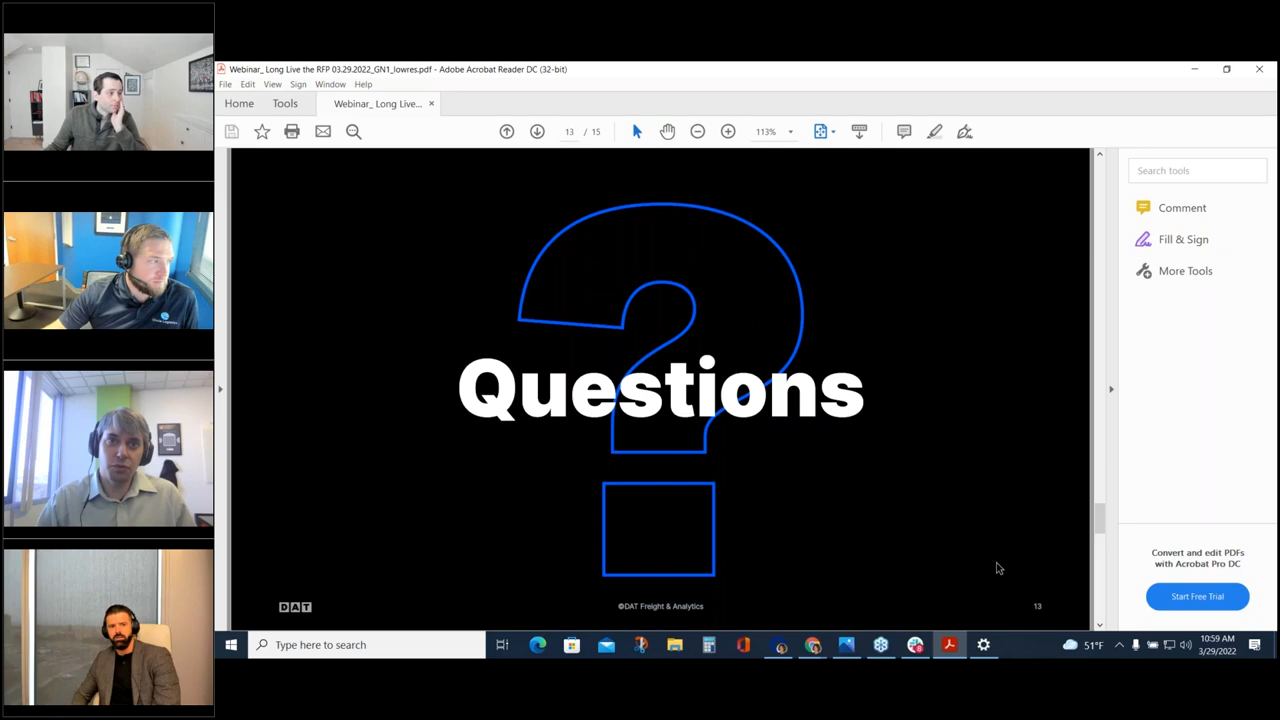 Webinar_ Long Live the RFP 03.29.2022_GN1_lowres.pdf - Adobe Acrobat Reader DC (32-bit)
File Edit View Sign Window Help
Home Tools Webinar_ Long Live...
13 / 15 113%
Search tools
Comment
Fill & Sign
More Tools
Questions
Convert and edit PDFs
with Acrobat Pro DC
Start Free Trial
DAT ©DAT Freight & Analytics 13
Type here to search
51°F
10:59 AM
3/29/2022